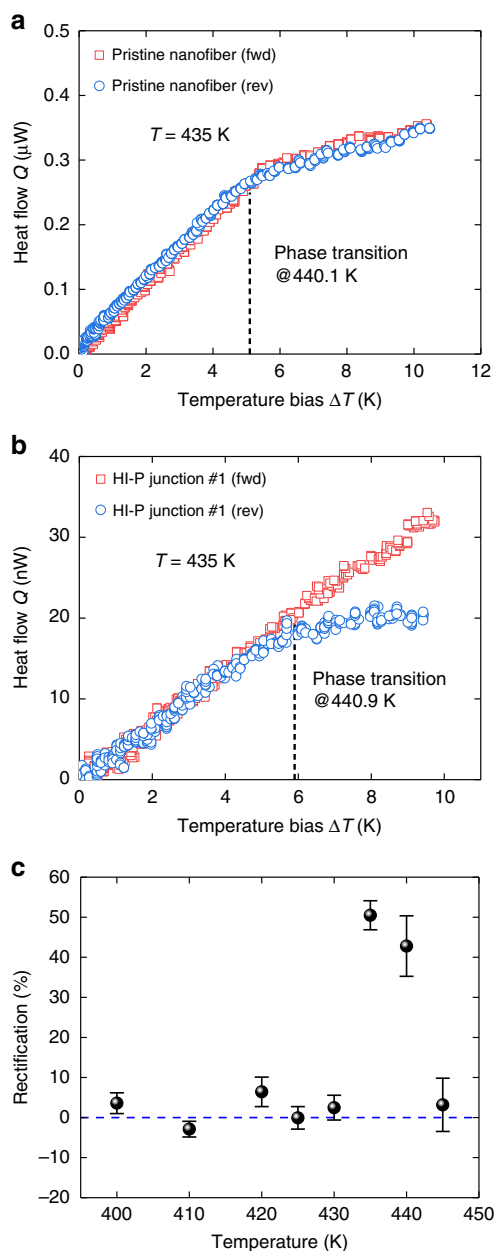 a
0.5
0.4
0.3
0.2
0.1
0.0
Heat flow Q (μW)
Pristine nanofiber (fwd)
Pristine nanofiber (rev)
T = 435 K
Phase transition
@440.1 K
0 2 4 6 8 10 12
Temperature bias ΔT (K)
b
40
30
20
10
0
Heat flow Q (nW)
HI-P junction #1 (fwd)
HI-P junction #1 (rev)
T = 435 K
Phase transition
@440.9 K
0 2 4 6 8 10
Temperature bias ΔT (K)
c
60
50
40
30
20
10
0
–10
–20
Rectification (%)
400 410 420 430 440 450
Temperature (K)